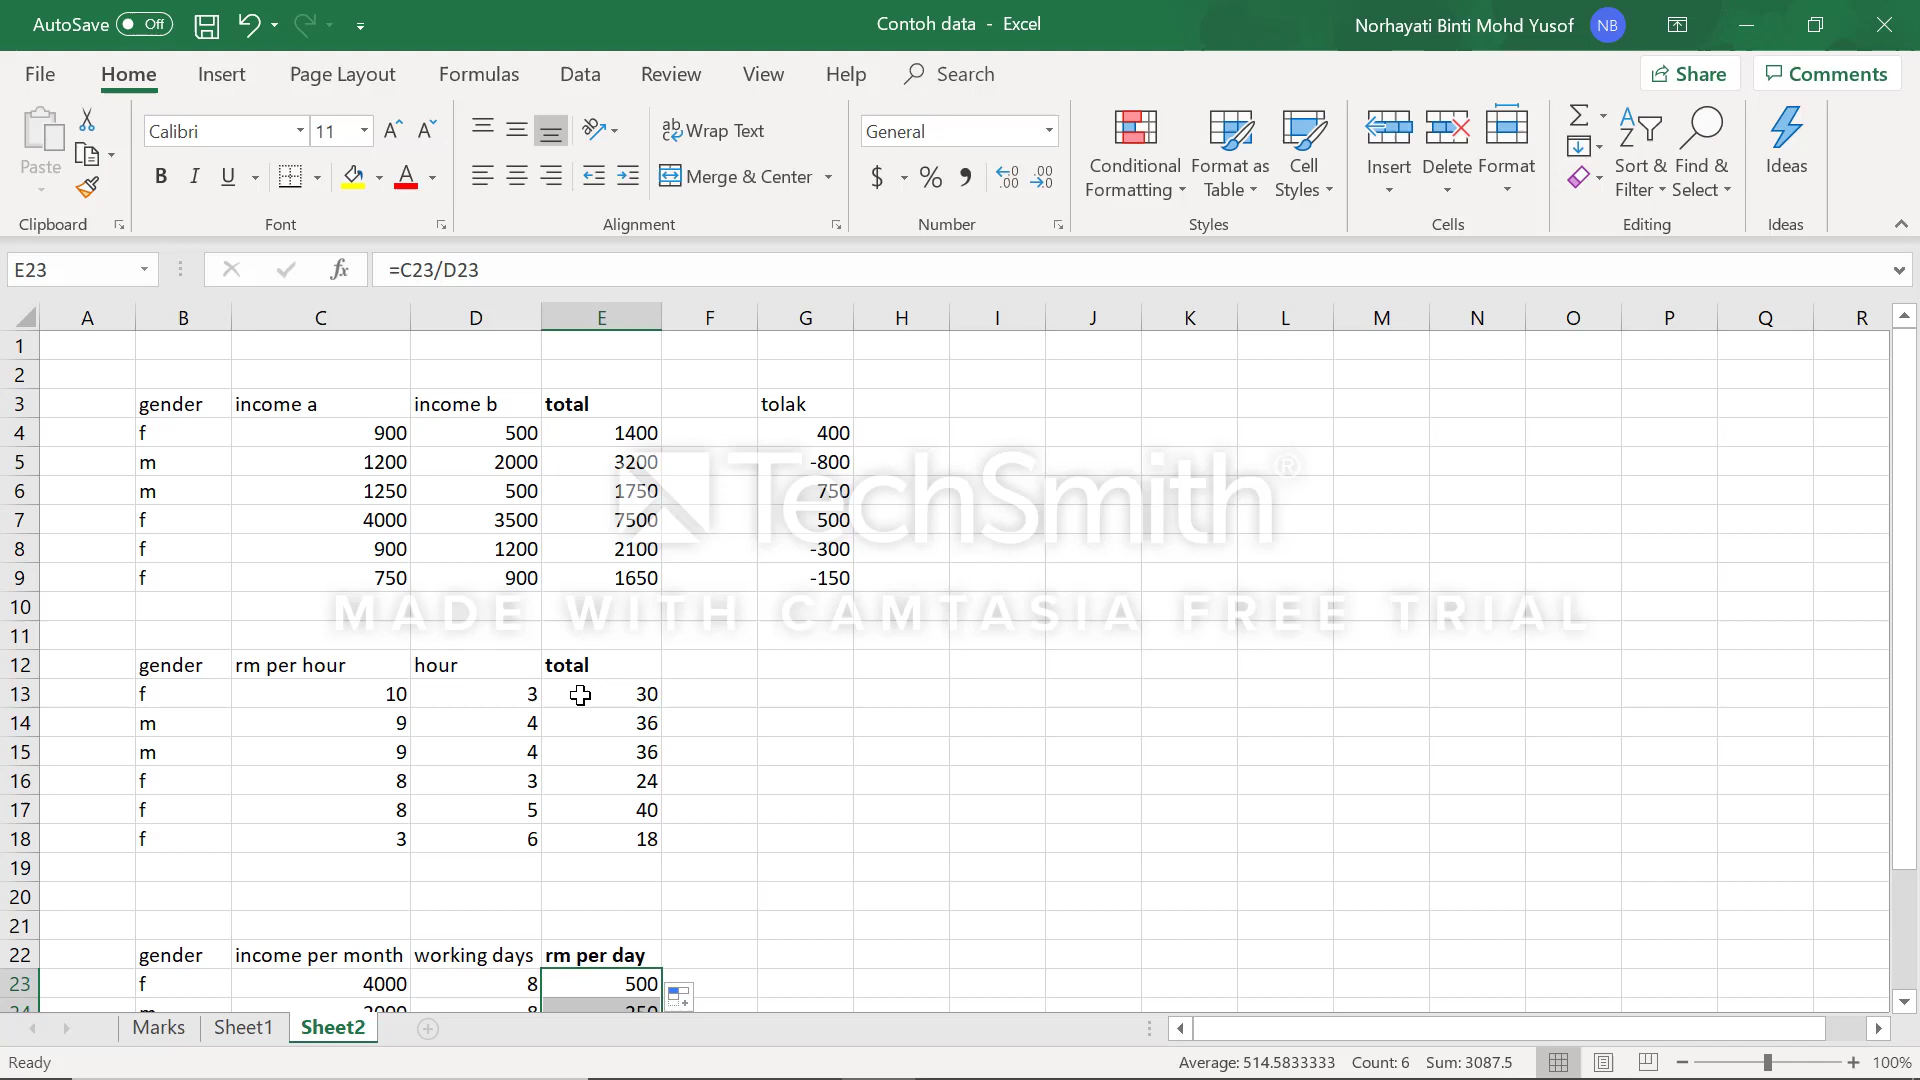 AutoSave Off
Contoh data - Excel
Norhayati Binti Mohd Yusof NB
File Home Insert Page Layout Formulas Data Review View Help Search Share Comments
Paste Calibri 11 Wrap Text Merge & Center General Conditional Formatting Format as Table Cell Styles Insert Delete Format Sort & Filter Find & Select Ideas
Clipboard Font Alignment Number Styles Cells Editing Ideas
E23 fx =C23/D23
A B C D E F G H I J K L M N O P Q R
1
2
3 gender income a income b total tolak
4 f 900 500 1400 400
5 m 1200 2000 3200 -800
6 m 1250 500 1750 750
7 f 4000 3500 7500 500
8 f 900 1200 2100 -300
9 f 750 900 1650 -150
TechSmith®
MADE WITH CAMTASIA FREE TRIAL
10
11
12 gender rm per hour hour total
13 f 10 3 30
14 m 9 4 36
15 m 9 4 36
16 f 8 3 24
17 f 8 5 40
18 f 3 6 18
19
20
21
22 gender income per month working days rm per day
23 f 4000 8 500
Marks Sheet1 Sheet2
Ready Average: 514.5833333 Count: 6 Sum: 3087.5 100%